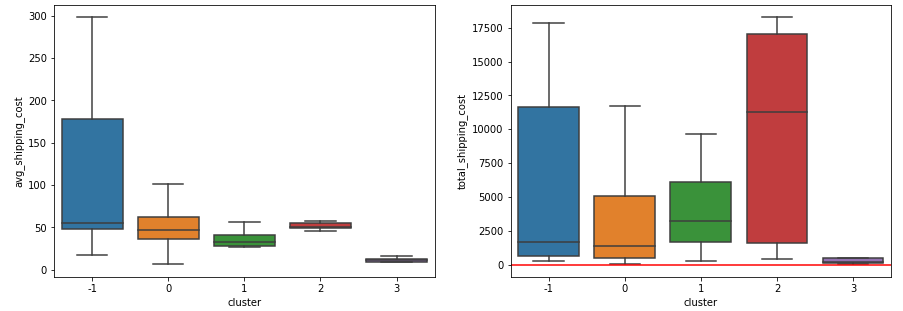 300
250
200
150
100
50
0
avg_shipping_cost
-1 0 1 2 3
cluster
17500
15000
12500
10000
7500
5000
2500
0
total_shipping_cost
-1 0 1 2 3
cluster